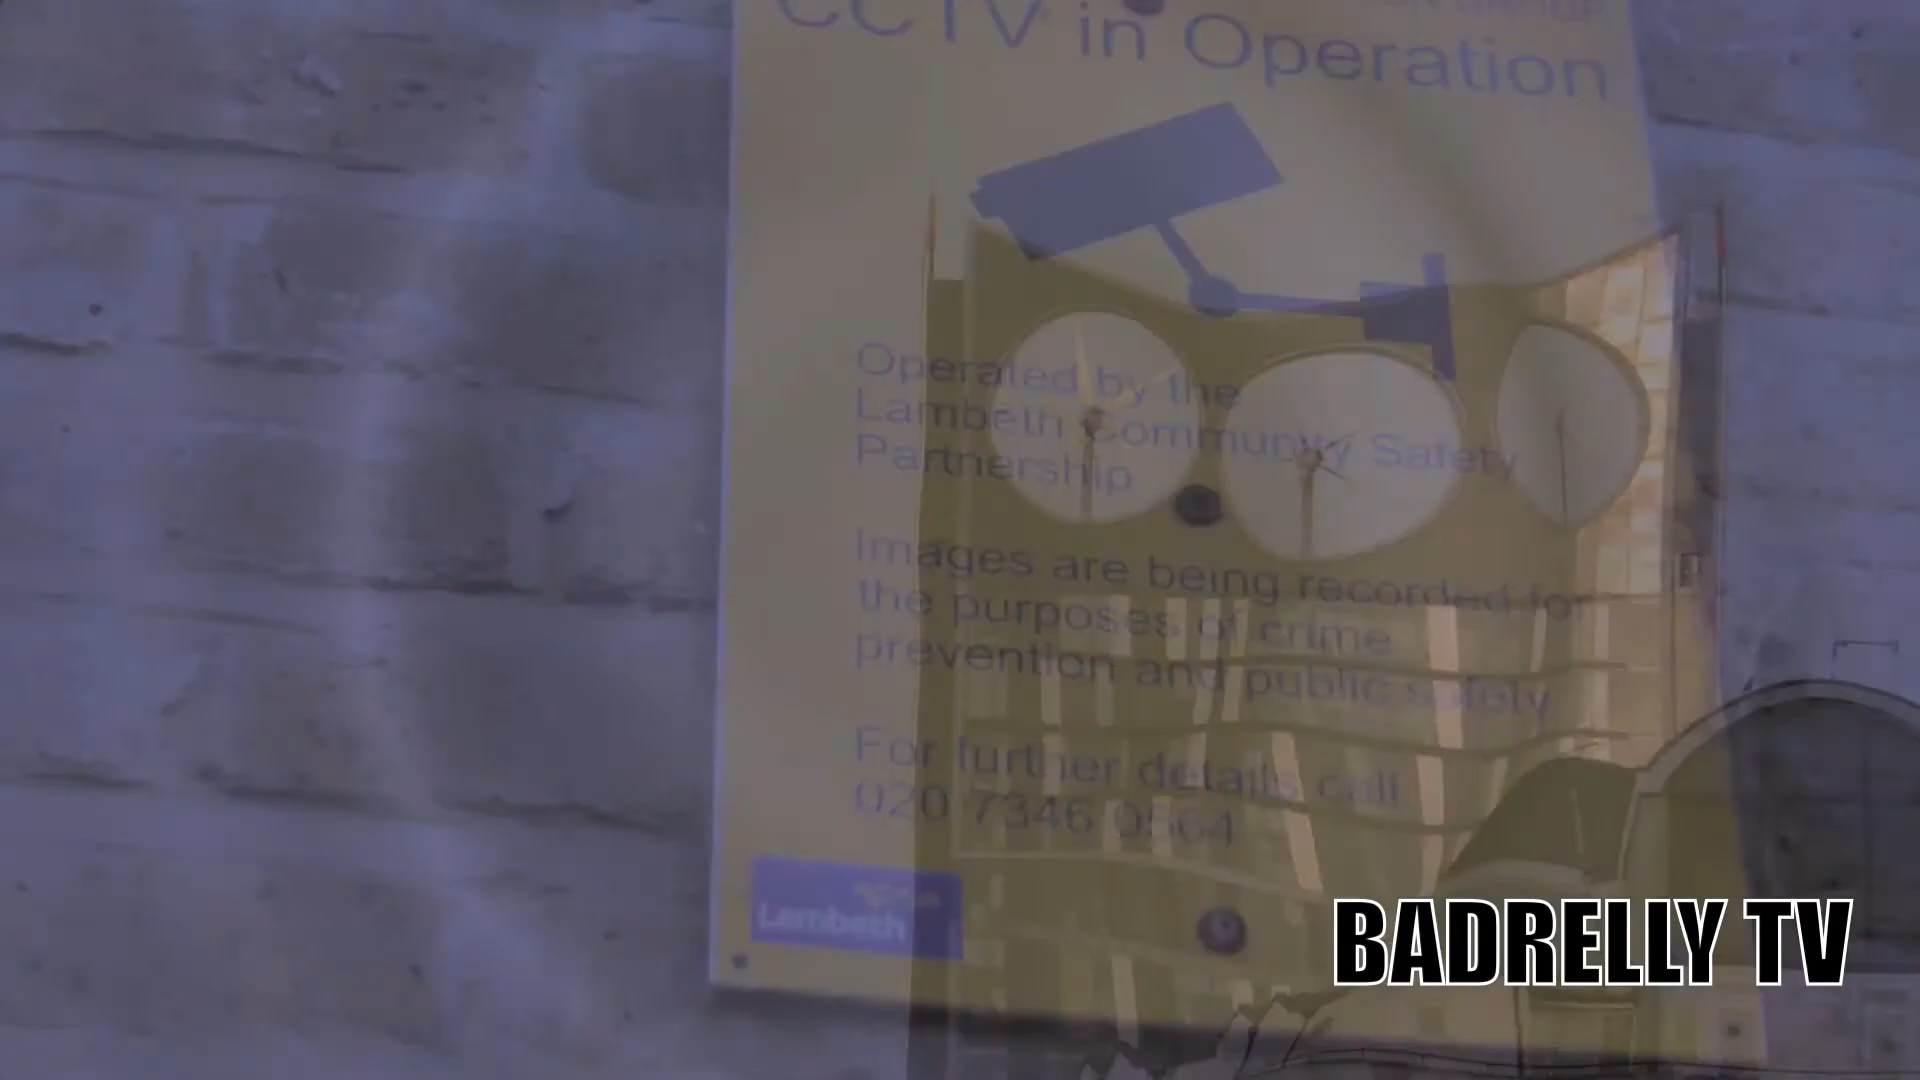 CCTV in Operation
Operated by the
Lambeth Community Safety
Partnership
Images are being recorded for
the purposes of crime
prevention and public safety
For further details call
020 7346 0564
Lambeth
BADRELLY TV